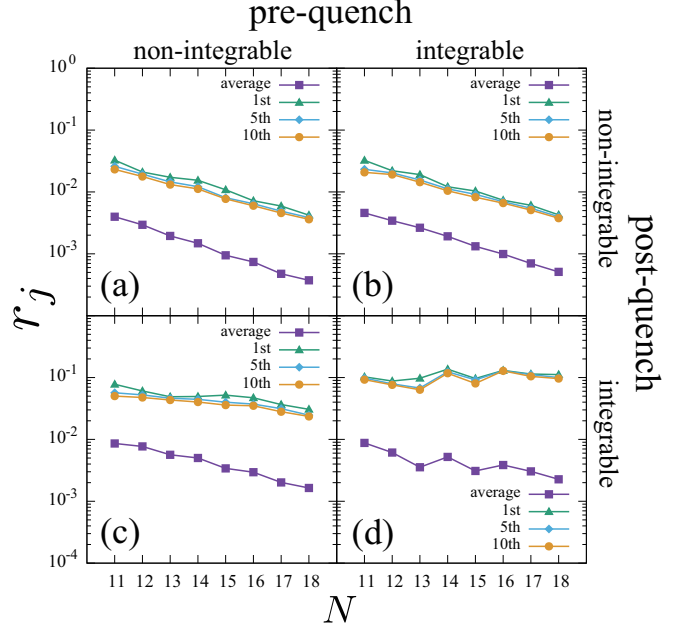 pre-quench
non-integrable integrable
10^0
10^-1
10^-2
10^-3
average
1st
5th
10th
(a)
average
1st
5th
10th
(b)
non-integrable
post-quench
r_j
10^-1
10^-2
10^-3
10^-4
average
1st
5th
10th
(c)
average
1st
5th
10th
(d)
integrable
11 12 13 14 15 16 17 18
11 12 13 14 15 16 17 18
N